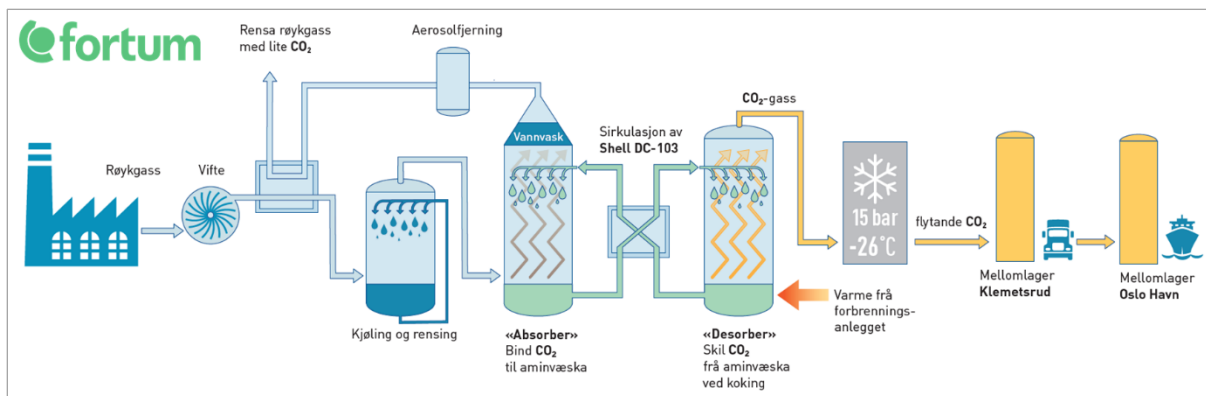 fortum
Rensa røykgass
med lite CO₂
Aerosolfjerning
Røykgass
Vifte
Kjøling og rensing
Vannvask
«Absorber»
Bind CO₂
til aminvæska
Sirkulasjon av
Shell DC-103
CO₂-gass
«Desorber»
Skil CO₂
frå aminvæska
ved koking
Varme frå
forbrennings-
anlegget
15 bar
-26°C
flytande CO₂
Mellomlager
Klemetsrud
Mellomlager
Oslo Havn